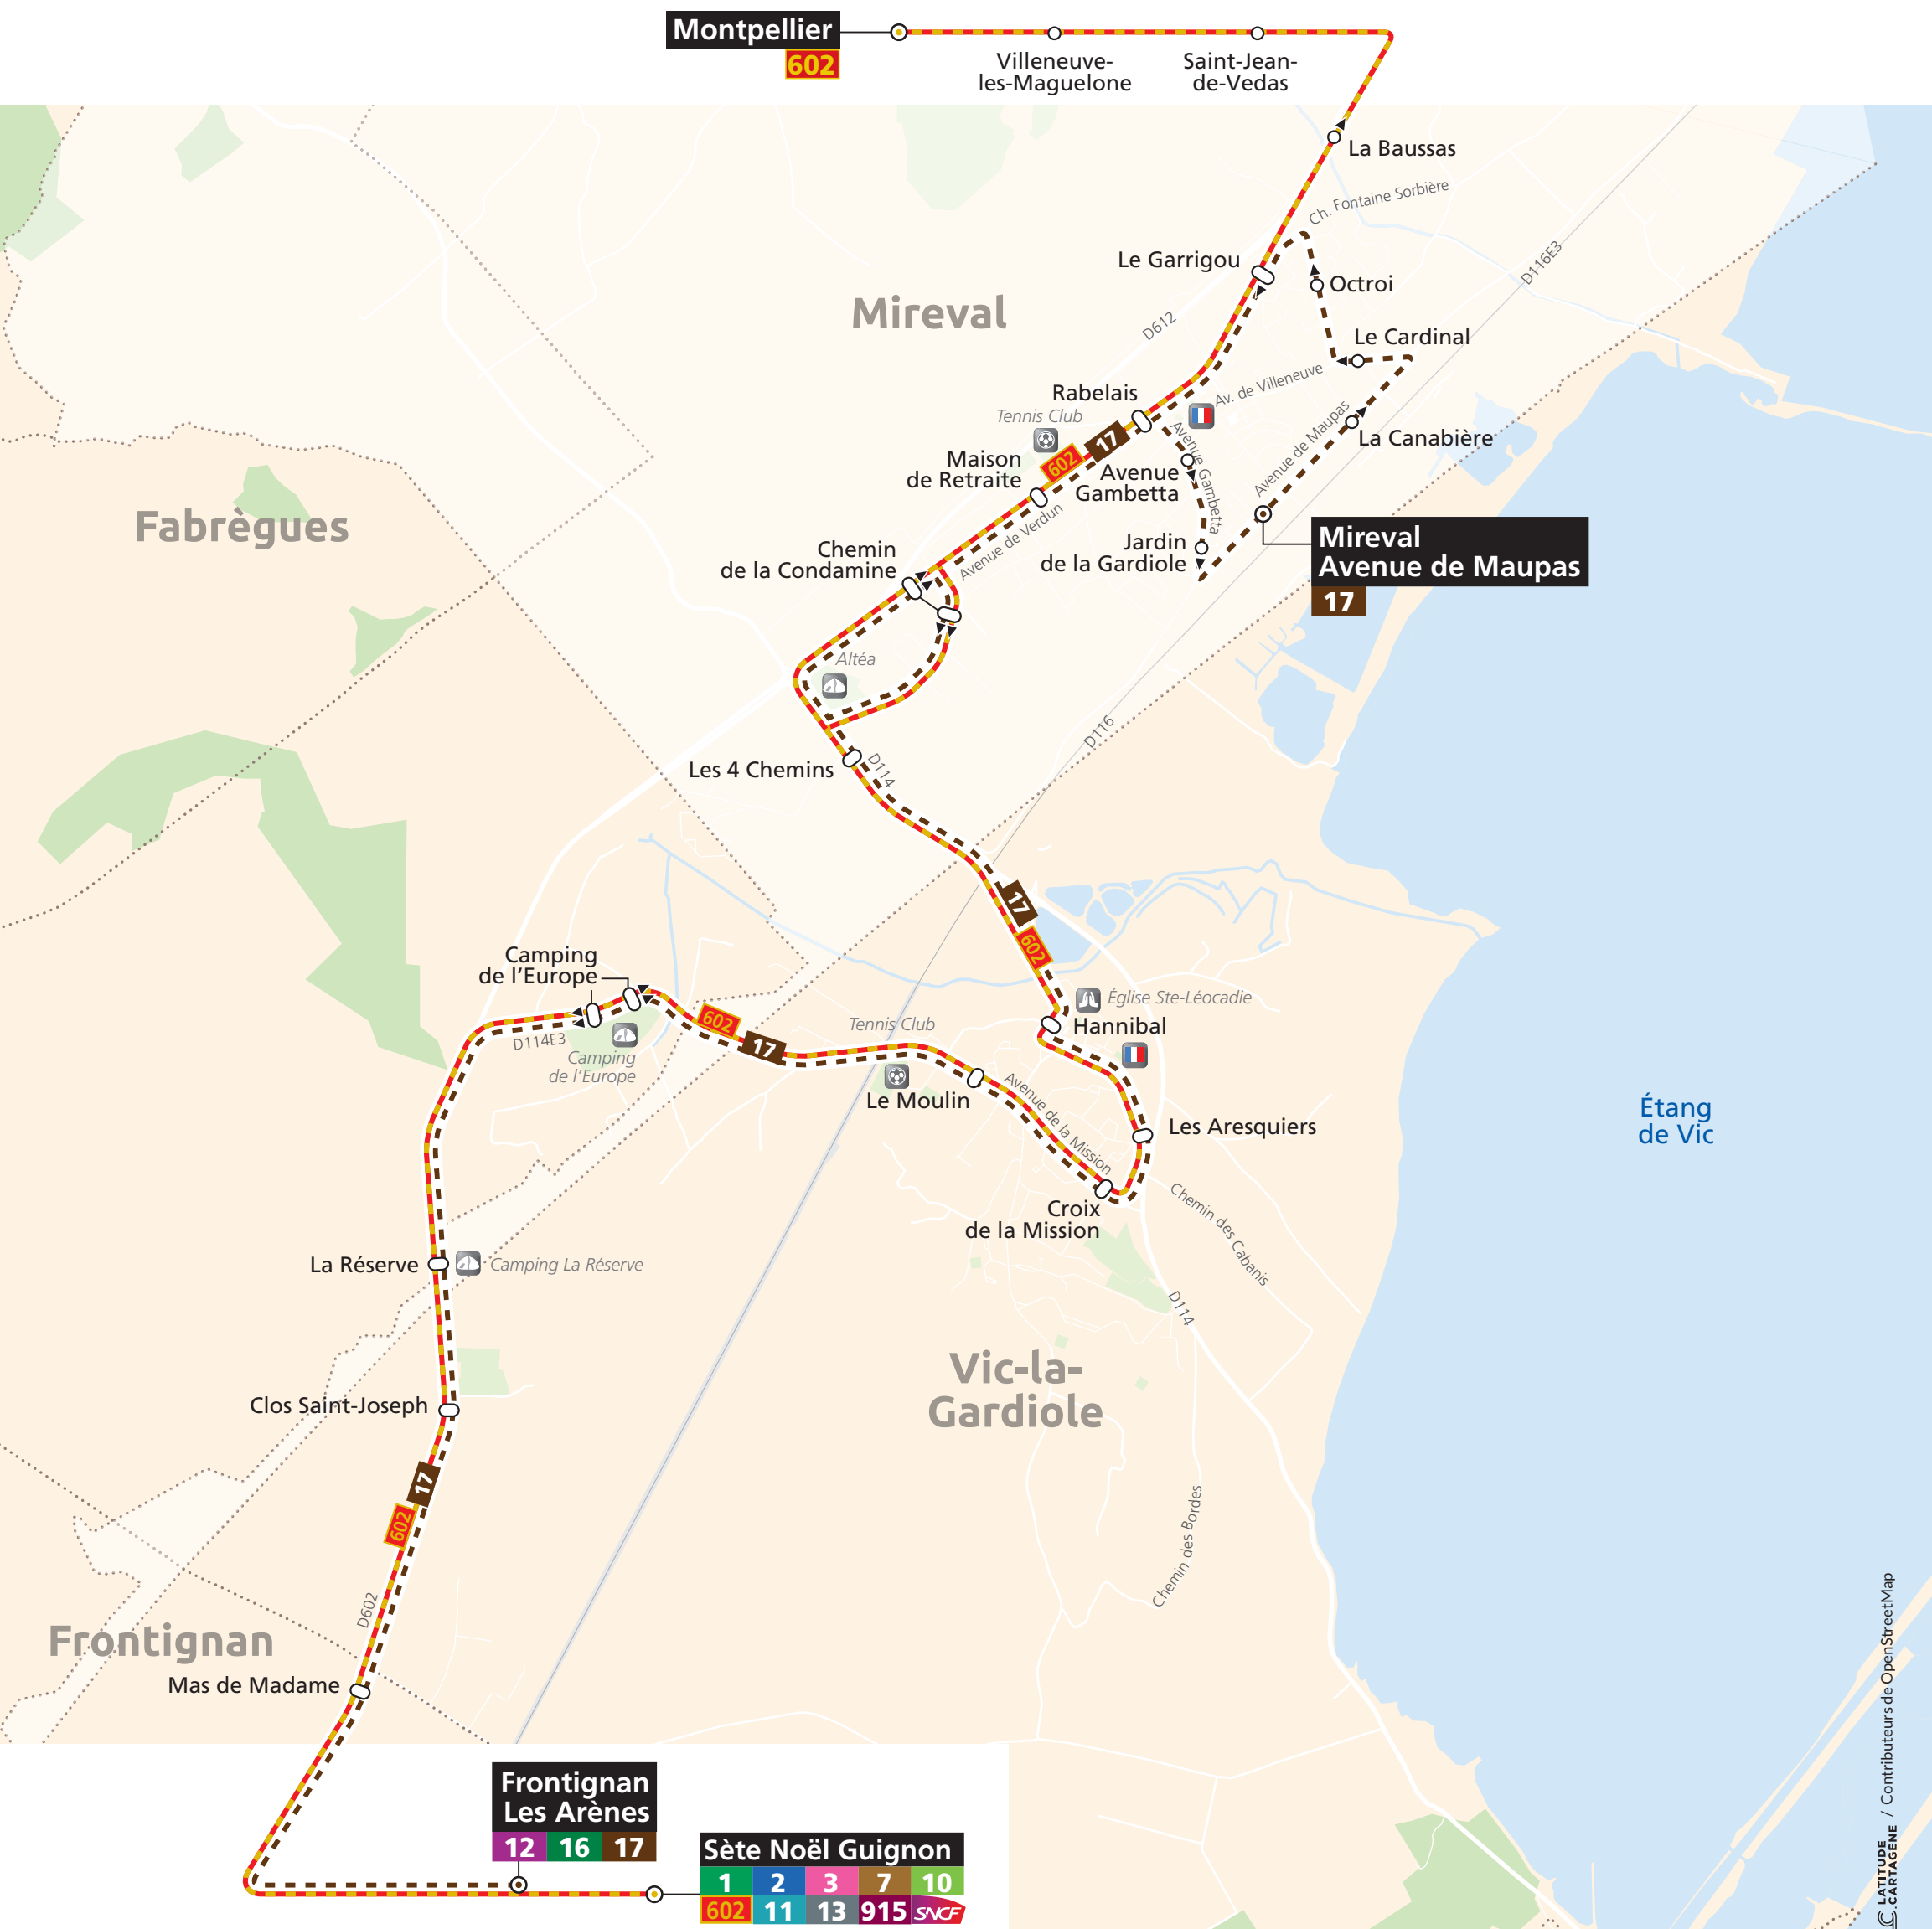 Montpellier
602
Villeneuve-
les-Maguelone
Saint-Jean-
de-Vedas
La Baussas
Ch. Fontaine Sorbière
Le Garrigou
Octroi
D116E3
Mireval
D612
Le Cardinal
Av. de Villeneuve
Rabelais
Tennis Club
602
17
Avenue Gambetta
Avenue de Maupas
La Canabière
Maison
de Retraite
Avenue
Gambetta
Fabrègues
Avenue de Verdun
Jardin
de la Gardiole
Mireval
Avenue de Maupas
17
Chemin
de la Condamine
Altéa
D116
Les 4 Chemins
D114
17
602
Camping
de l'Europe
Église Ste-Léocadie
Hannibal
602
17
Tennis Club
D114E3
Camping
de l'Europe
Le Moulin
Avenue de la Mission
Les Aresquiers
Étang
de Vic
Croix
de la Mission
Chemin des Cabanis
La Réserve
Camping La Réserve
D114
Vic-la-
Gardiole
Clos Saint-Joseph
17
602
Chemin des Bordes
D602
Frontignan
Mas de Madame
Frontignan
Les Arènes
12 16 17
Sète Noël Guignon
1 2 3 7 10
602 11 13 915 SNCF
LATITUDE
CARTAGÈNE / Contributeurs de OpenStreetMap